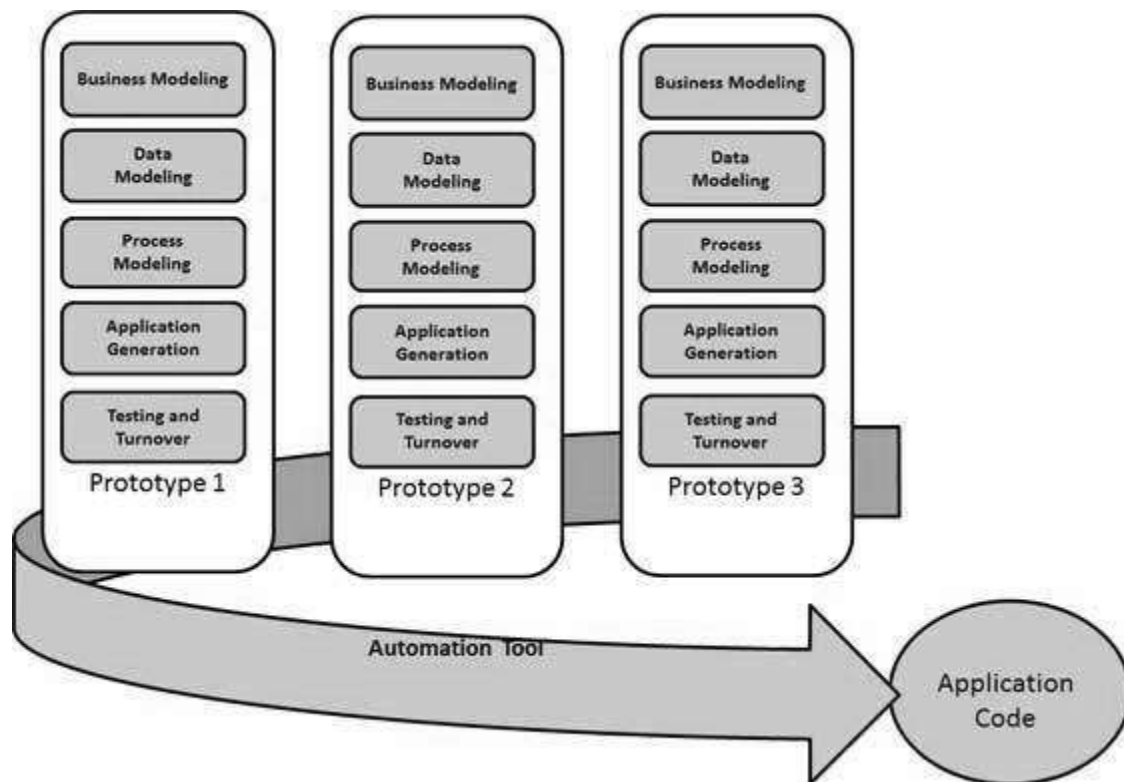 Business Modeling
Data
Modeling
Process
Modeling
Application
Generation
Testing and
Turnover
Prototype 1
Business Modeling
Data
Modeling
Process
Modeling
Application
Generation
Testing and
Turnover
Prototype 2
Business Modeling
Data
Modeling
Process
Modeling
Application
Generation
Testing and
Turnover
Prototype 3
Automation Tool
Application
Code